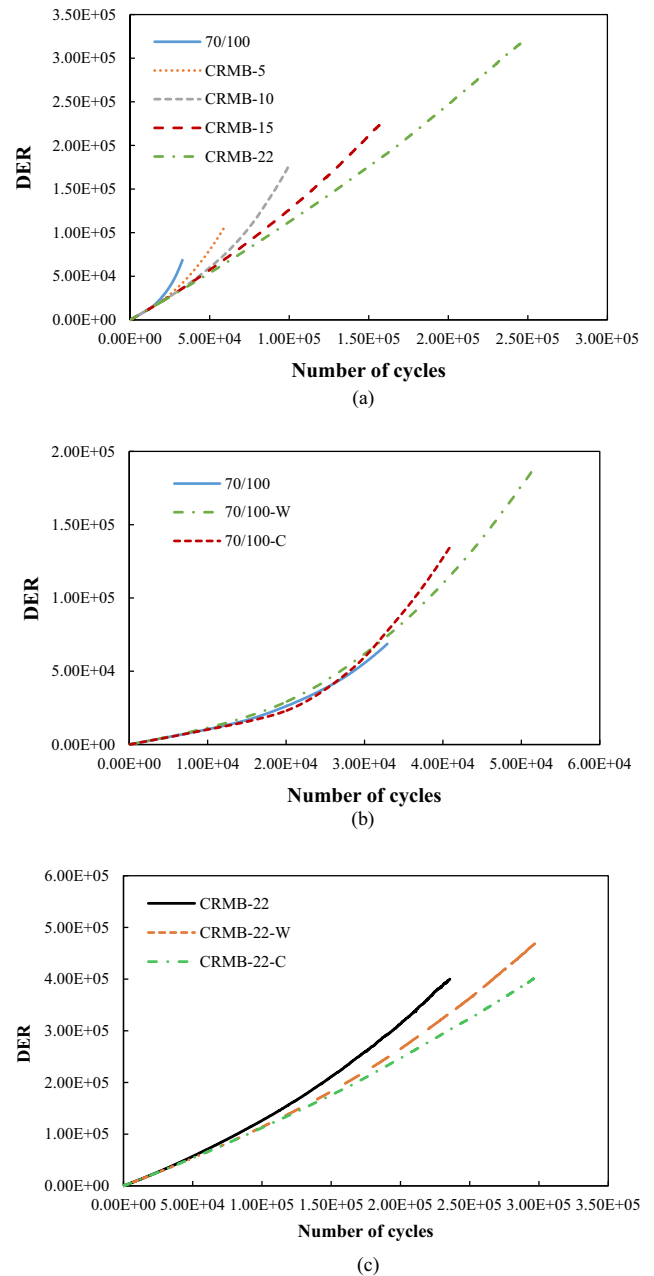 3.50E+05
3.00E+05
2.50E+05
2.00E+05
1.50E+05
1.00E+05
5.00E+04
0.00E+00
DER
70/100
CRMB-5
CRMB-10
CRMB-15
CRMB-22
0.00E+00 5.00E+04 1.00E+05 1.50E+05 2.00E+05 2.50E+05 3.00E+05
Number of cycles
(a)
2.00E+05
1.50E+05
1.00E+05
5.00E+04
0.00E+00
DER
70/100
70/100-W
70/100-C
0.00E+00 1.00E+04 2.00E+04 3.00E+04 4.00E+04 5.00E+04 6.00E+04
Number of cycles
(b)
6.00E+05
5.00E+05
4.00E+05
3.00E+05
2.00E+05
1.00E+05
0.00E+00
DER
CRMB-22
CRMB-22-W
CRMB-22-C
0.00E+00 5.00E+04 1.00E+05 1.50E+05 2.00E+05 2.50E+05 3.00E+05 3.50E+05
Number of cycles
(c)